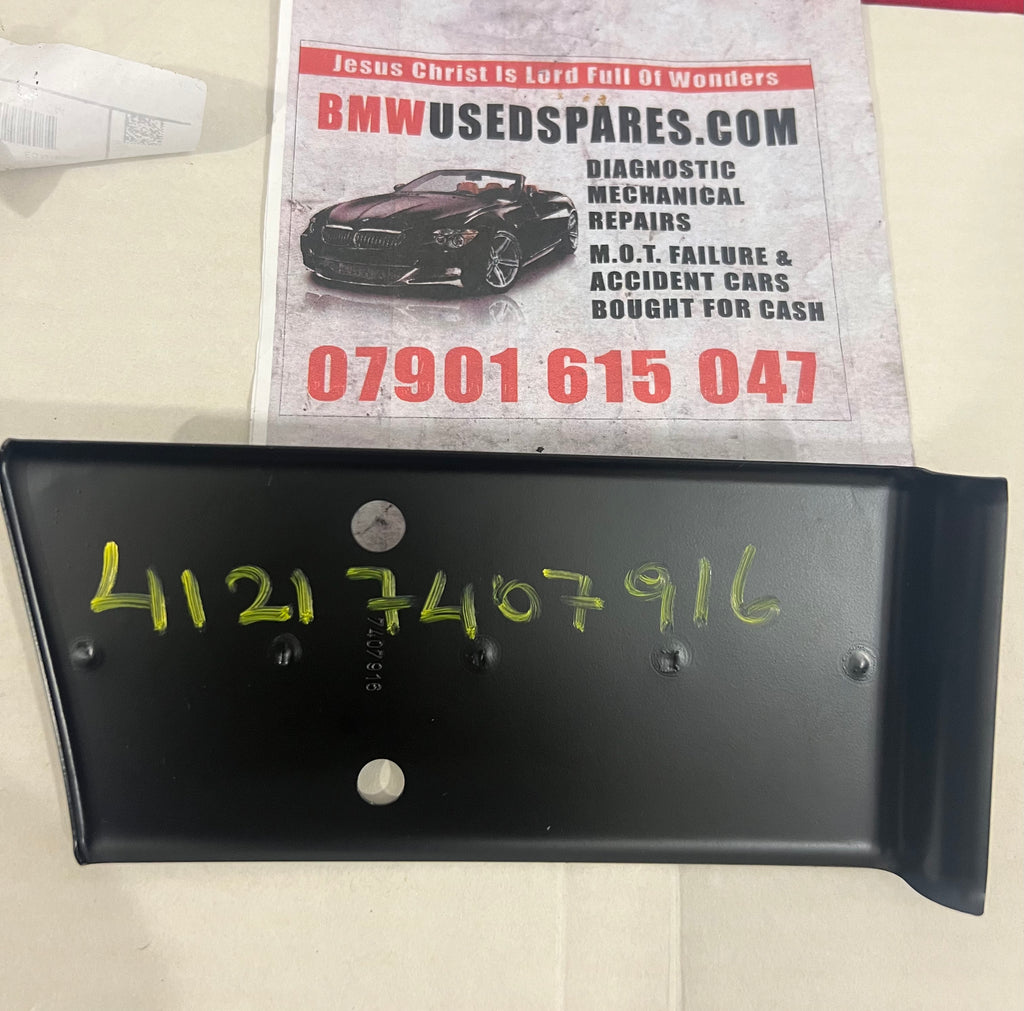 Jesus Christ Is Lord Full Of Wonders
BMWUSEDSPARES.COM
DIAGNOSTIC
MECHANICAL
REPAIRS
M.O.T. FAILURE &
ACCIDENT CARS
BOUGHT FOR CASH
07901 615 047
41217407916
7407916